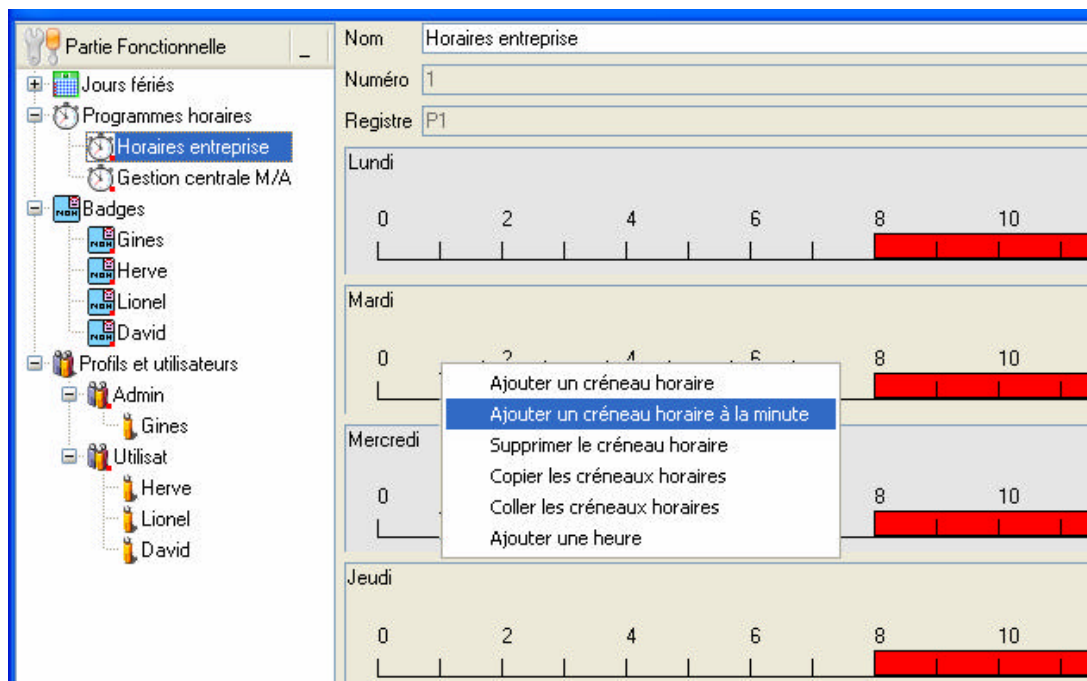 Partie Fonctionnelle
Jours fériés
Programmes horaires
Horaires entreprise
Gestion centrale M/A
Badges
Gines
Herve
Lionel
David
Profils et utilisateurs
Admin
Gines
Utilisat
Herve
Lionel
David
Nom Horaires entreprise
Numéro 1
Registre P1
Lundi
0 2 4 6 8 10
Mardi
0 2 4 6 8 10
Ajouter un créneau horaire
Ajouter un créneau horaire à la minute
Supprimer le créneau horaire
Copier les créneaux horaires
Coller les créneaux horaires
Ajouter une heure
Mercredi
0 8 10
Jeudi
0 2 4 6 8 10